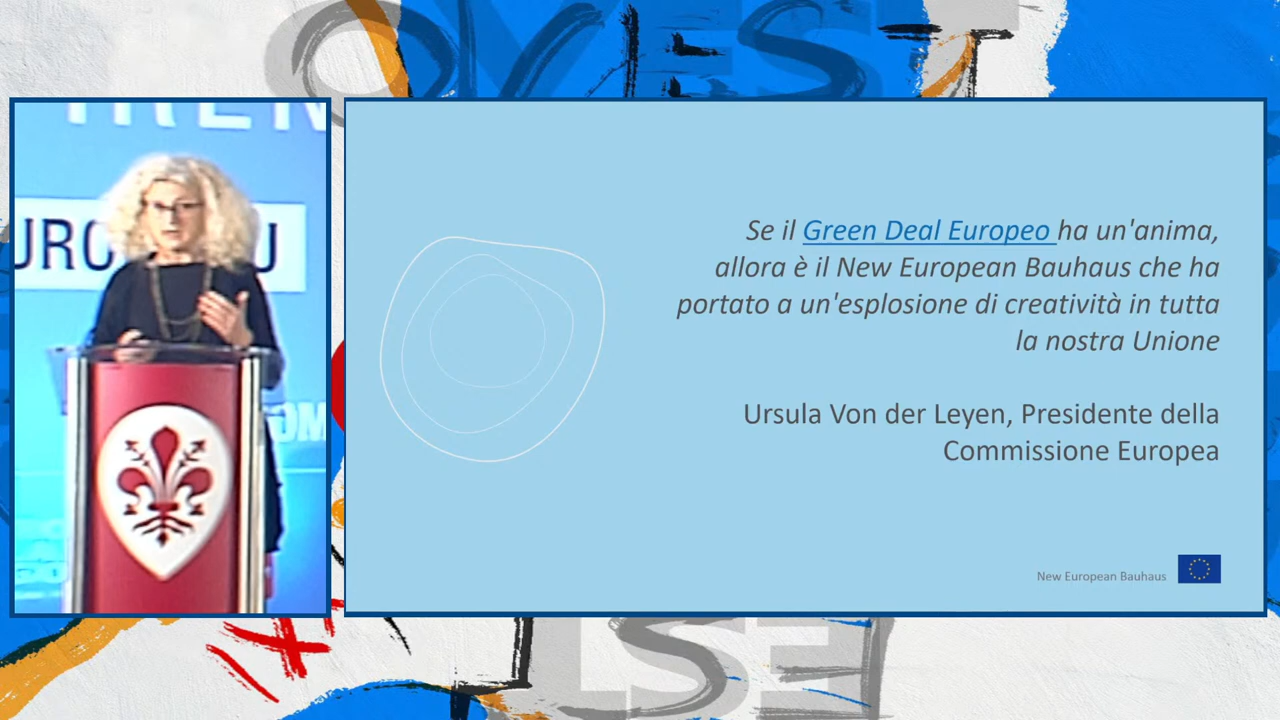 Se il Green Deal Europeo ha un'anima,
allora è il New European Bauhaus che ha
portato a un'esplosione di creatività in tutta
la nostra Unione
Ursula Von der Leyen, Presidente della
Commissione Europea
New European Bauhaus